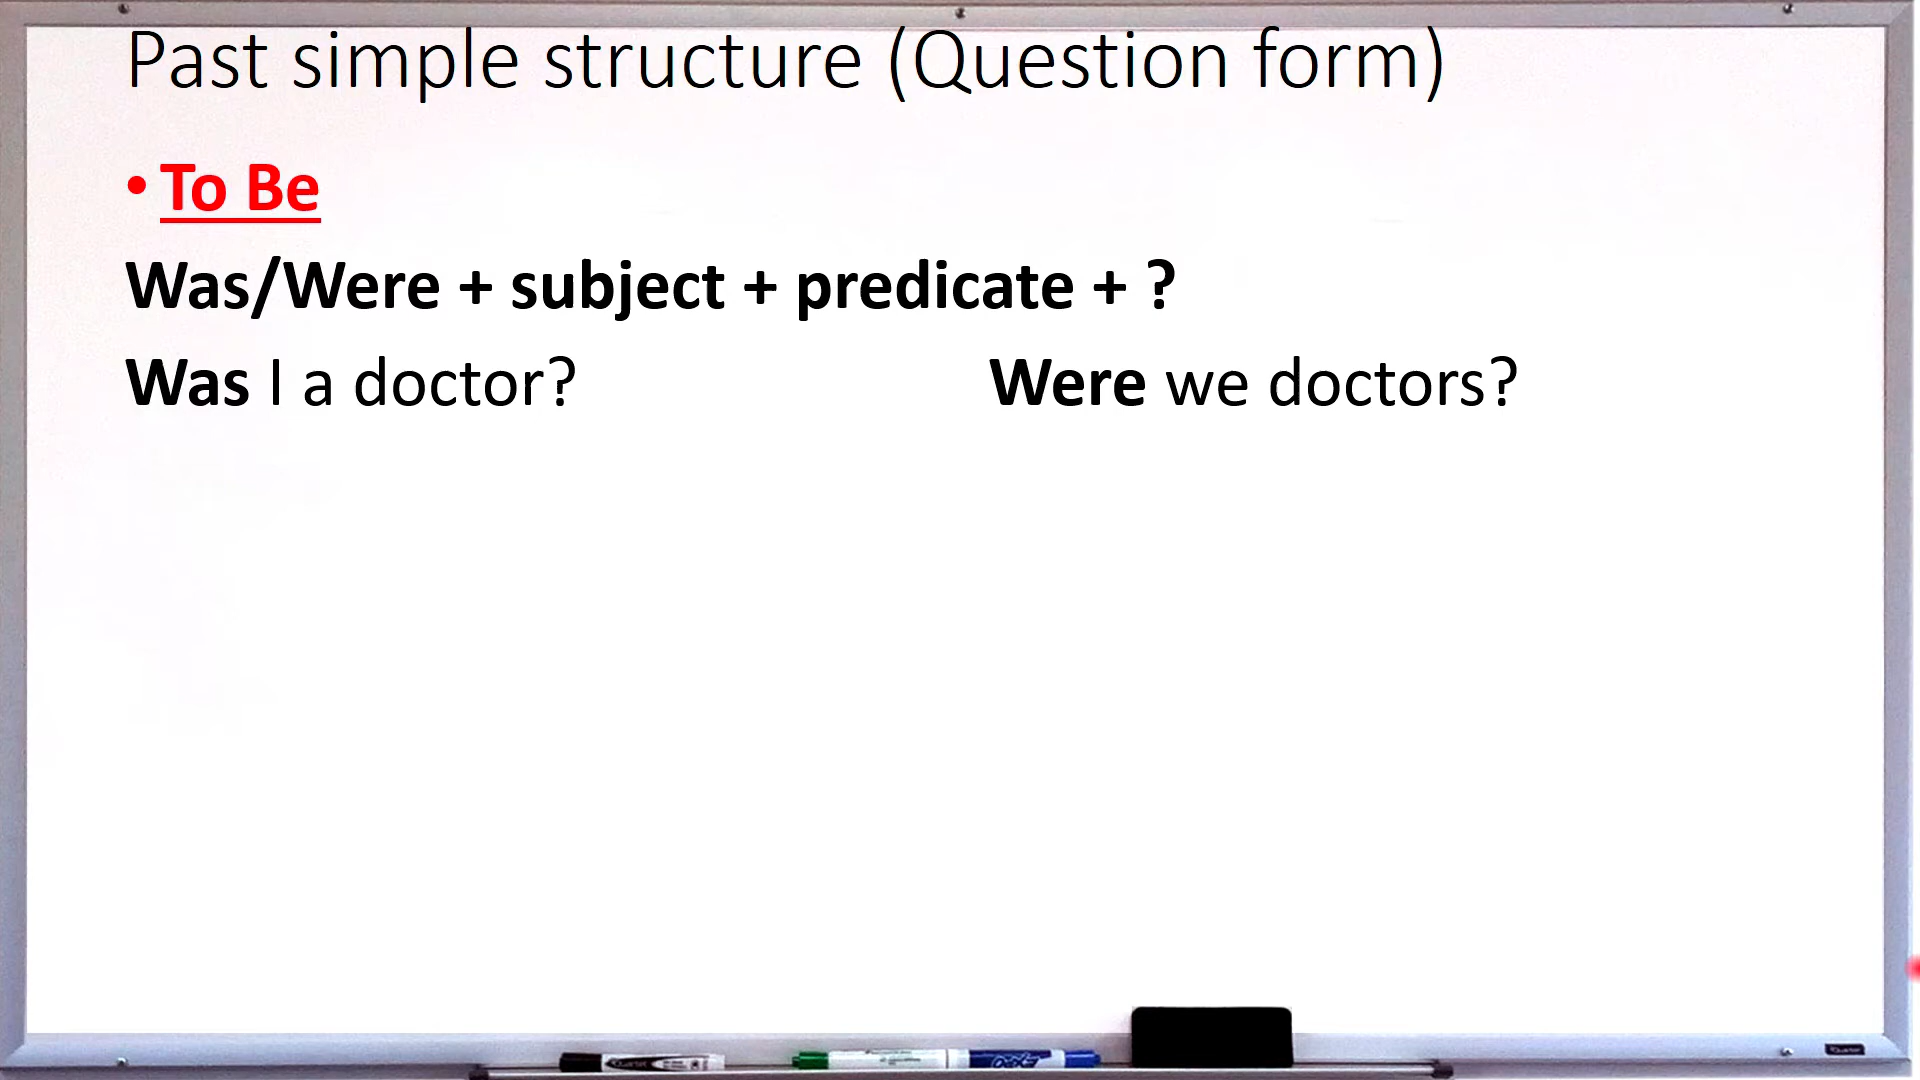 Past simple structure (Question form)
• To Be
Was/Were + subject + predicate + ?
Was I a doctor? Were we doctors?